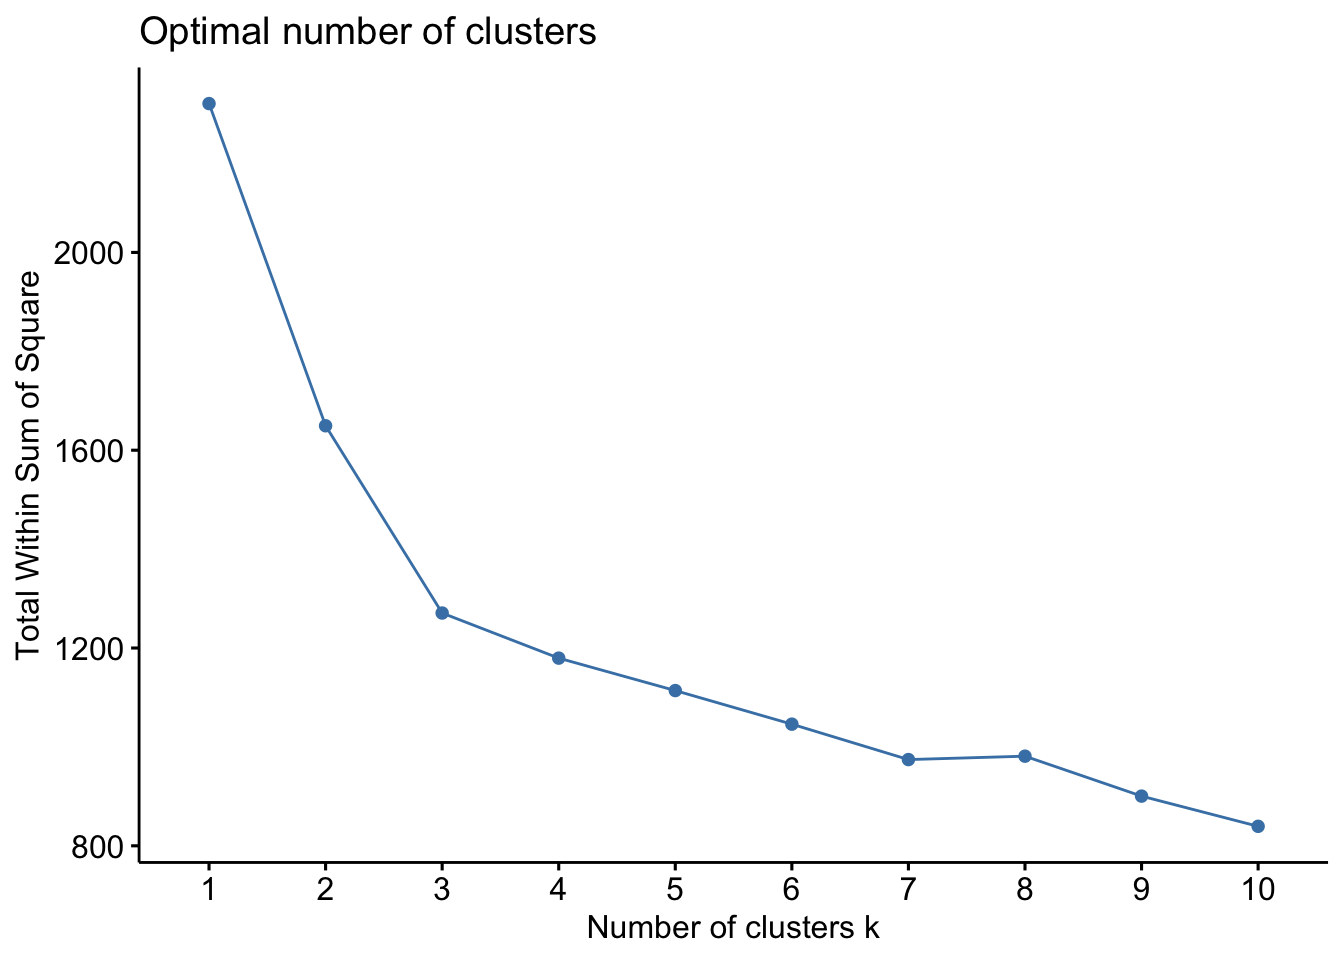 Optimal number of clusters
Total Within Sum of Square
2000
1600
1200
800
1 2 3 4 5 6 7 8 9 10
Number of clusters k